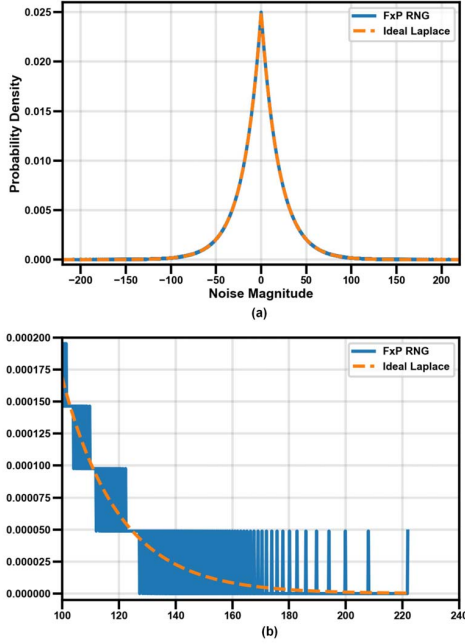 FxP RNG
Ideal Laplace
0.025
0.020
0.015
0.010
0.005
0.000
Probability Density
-200 -150 -100 -50 0 50 100 150 200
Noise Magnitude
(a)
FxP RNG
Ideal Laplace
0.000200
0.000175
0.000150
0.000125
0.000100
0.000075
0.000050
0.000025
0.000000
100 120 140 160 180 200 220 240
(b)